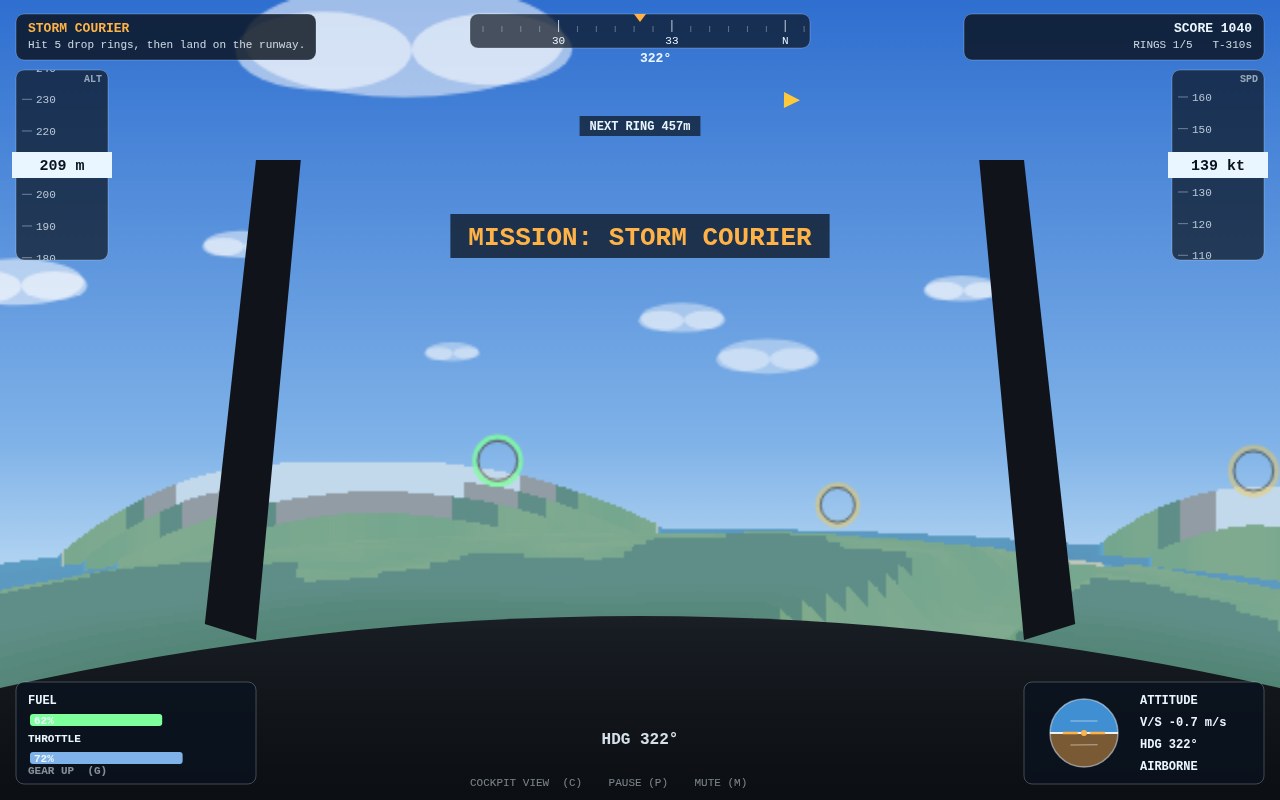 STORM COURIER
Hit 5 drop rings, then land on the runway.
30 33 N
322°
SCORE 1040
RINGS 1/5 T-310s
ALT
240
230
220
209 m
200
190
180
SPD
160
150
139 kt
130
120
110
NEXT RING 457m
MISSION: STORM COURIER
FUEL
62%
THROTTLE
72%
GEAR UP (G)
HDG 322°
COCKPIT VIEW (C) PAUSE (P) MUTE (M)
ATTITUDE
V/S -0.7 m/s
HDG 322°
AIRBORNE